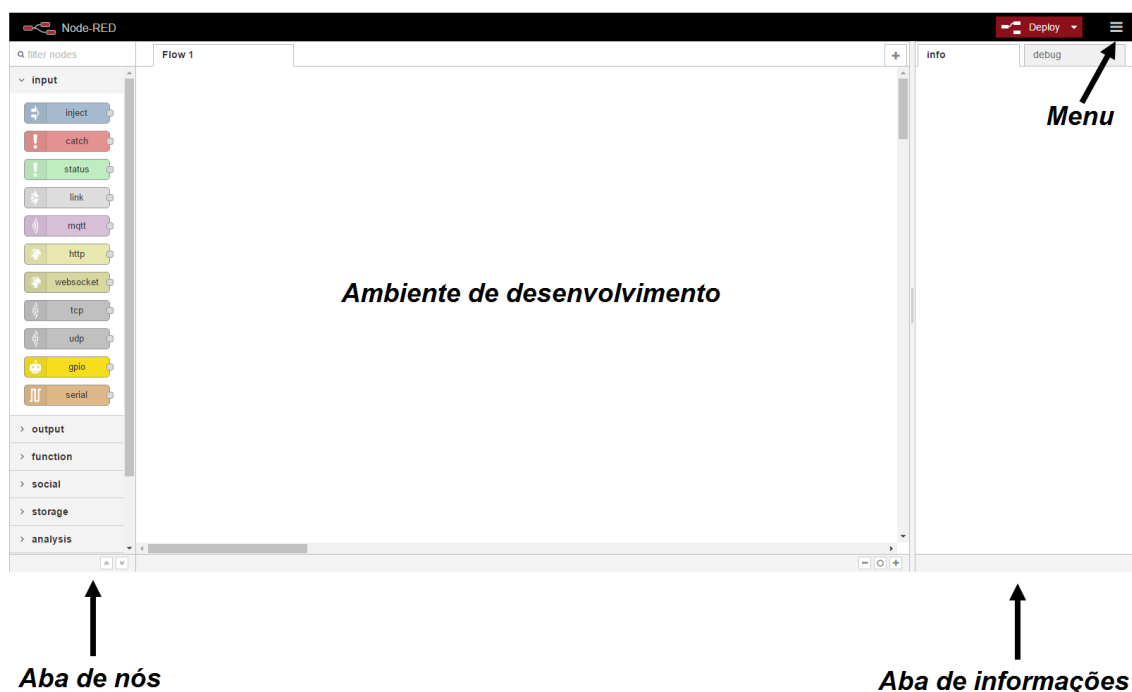 Node-RED
Deploy
filter nodes
Flow 1
info
debug
input
Menu
inject
catch
status
link
mqtt
http
websocket
Ambiente de desenvolvimento
tcp
udp
gpio
serial
output
function
social
storage
analysis
Aba de nós
Aba de informações